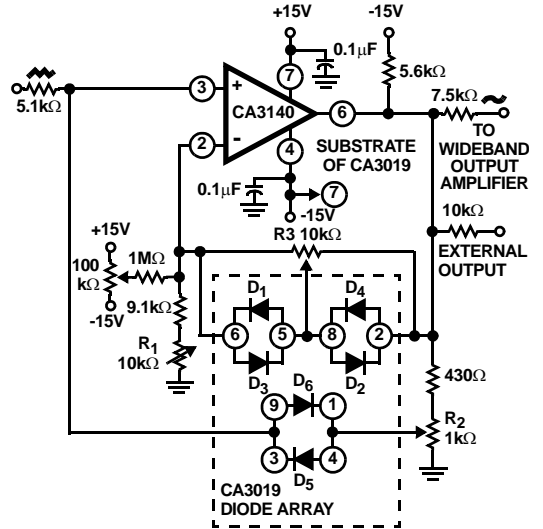 +15V
-15V
0.1µF
5.6kΩ
7.5kΩ
5.1kΩ
3
+
7
CA3140
6
2
-
4
SUBSTRATE
OF CA3019
TO
WIDEBAND
OUTPUT
AMPLIFIER
0.1µF
7
-15V
R3 10kΩ
10kΩ
EXTERNAL
OUTPUT
+15V
1MΩ
100
kΩ
-15V
9.1kΩ
R1
10kΩ
D1
D4
6
5
8
2
D3
D2
D6
9
1
3
4
D5
430Ω
R2
1kΩ
CA3019
DIODE ARRAY